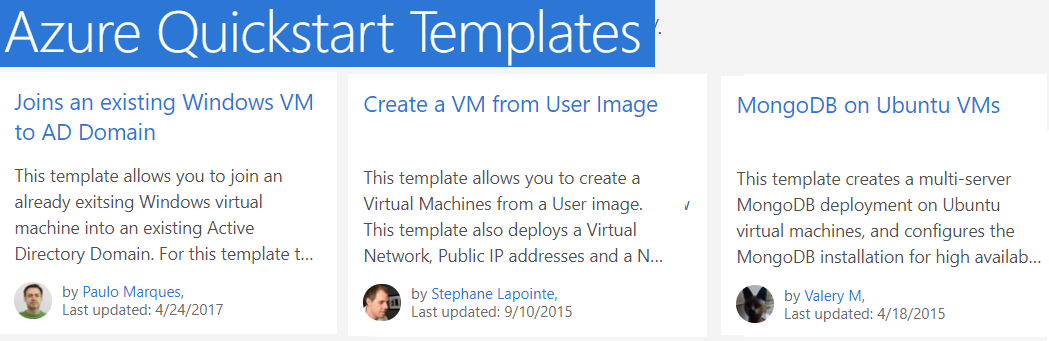 Azure Quickstart Templates
Joins an existing Windows VM
to AD Domain
This template allows you to join an
already exitsing Windows virtual
machine into an existing Active
Directory Domain. For this template t...
by Paulo Marques,
Last updated: 4/24/2017
Create a VM from User Image
This template allows you to create a
Virtual Machines from a User image.
This template also deploys a Virtual
Network, Public IP addresses and a N...
by Stephane Lapointe,
Last updated: 9/10/2015
MongoDB on Ubuntu VMs
This template creates a multi-server
MongoDB deployment on Ubuntu
virtual machines, and configures the
MongoDB installation for high availab...
by Valery M,
Last updated: 4/18/2015